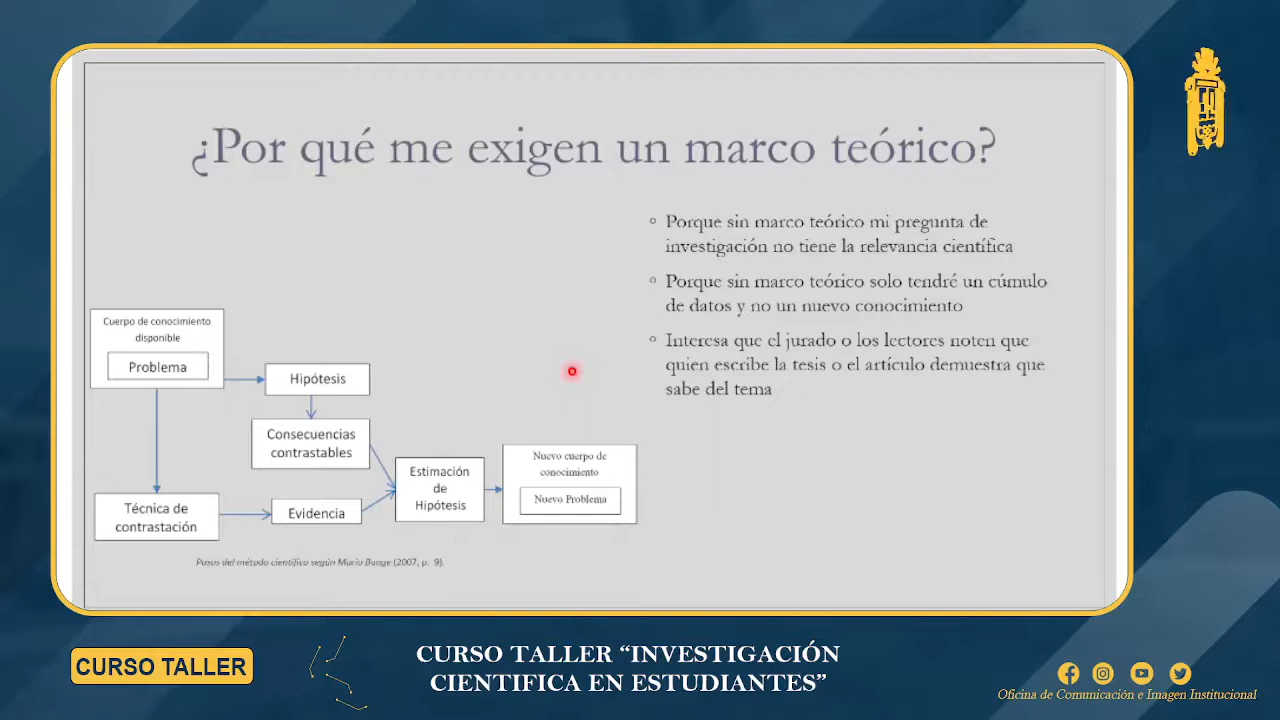 ¿Por qué me exigen un marco teórico?
Porque sin marco teórico mi pregunta de
investigación no tiene la relevancia científica
Porque sin marco teórico solo tendré un cúmulo
de datos y no un nuevo conocimiento
Interesa que el jurado o los lectores noten que
quien escribe la tesis o el artículo demuestra que
sabe del tema
Cuerpo de conocimiento
disponible
Problema
Hipótesis
Consecuencias
contrastables
Técnica de
contrastación
Evidencia
Estimación
de
Hipótesis
Nuevo cuerpo de
conocimiento
Nuevo Problema
Pasos del método científico según Mario Bunge (2007, p. 9).
CURSO TALLER
CURSO TALLER “INVESTIGACIÓN
CIENTIFICA EN ESTUDIANTES”
Oficina de Comunicación e Imagen Institucional